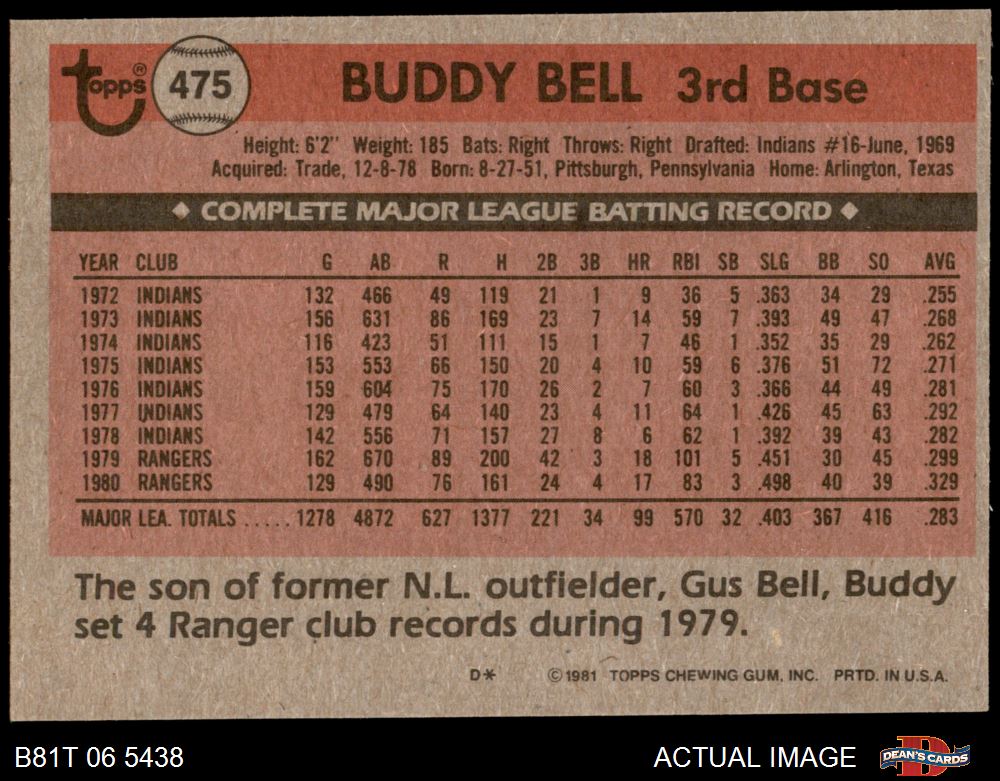 topps® 475 BUDDY BELL 3rd Base
Height: 6'2" Weight: 185 Bats: Right Throws: Right Drafted: Indians #16-June, 1969
Acquired: Trade, 12-8-78 Born: 8-27-51, Pittsburgh, Pennsylvania Home: Arlington, Texas
◆ COMPLETE MAJOR LEAGUE BATTING RECORD ◆
YEAR CLUB G AB R H 2B 3B HR RBI SB SLG BB SO AVG
1972 INDIANS 132 466 49 119 21 1 9 36 5 .363 34 29 .255
1973 INDIANS 156 631 86 169 23 7 14 59 7 .393 49 47 .268
1974 INDIANS 116 423 51 111 15 1 7 46 1 .352 35 29 .262
1975 INDIANS 153 553 66 150 20 4 10 59 6 .376 51 72 .271
1976 INDIANS 159 604 75 170 26 2 7 60 3 .366 44 49 .281
1977 INDIANS 129 479 64 140 23 4 11 64 1 .426 45 63 .292
1978 INDIANS 142 556 71 157 27 8 6 62 1 .392 39 43 .282
1979 RANGERS 162 670 89 200 42 3 18 101 5 .451 30 45 .299
1980 RANGERS 129 490 76 161 24 4 17 83 3 .498 40 39 .329
MAJOR LEA. TOTALS ..... 1278 4872 627 1377 221 34 99 570 32 .403 367 416 .283
The son of former N.L. outfielder, Gus Bell, Buddy
set 4 Ranger club records during 1979.
D* ©1981 TOPPS CHEWING GUM, INC. PRTD. IN U.S.A.
B81T 06 5438 ACTUAL IMAGE DEAN'S CARDS